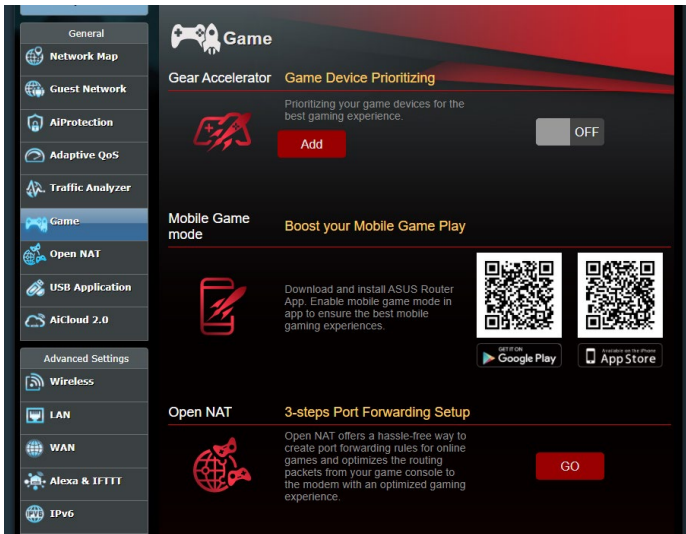 General
Network Map
Guest Network
AiProtection
Adaptive QoS
Traffic Analyzer
Game
Open NAT
USB Application
AiCloud 2.0
Advanced Settings
Wireless
LAN
WAN
Alexa & IFTTT
IPv6
Game
Gear Accelerator
Game Device Prioritizing
Prioritizing your game devices for the
best gaming experience.
Add
OFF
Mobile Game
mode
Boost your Mobile Game Play
Download and install ASUS Router
App. Enable mobile game mode in
app to ensure the best mobile
gaming experiences.
GET IT ON
Google Play
Available on the iPhone
App Store
Open NAT
3-steps Port Forwarding Setup
Open NAT offers a hassle-free way to
create port forwarding rules for online
games and optimizes the routing
packets from your game console to
the modem with an optimized gaming
experience.
GO